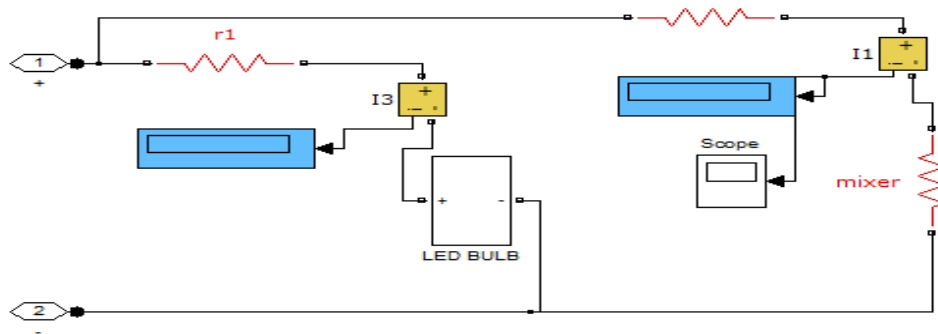 r1
1
+
+
I1
-
I3
+
-
Scope
mixer
+
-
LED BULB
2
-